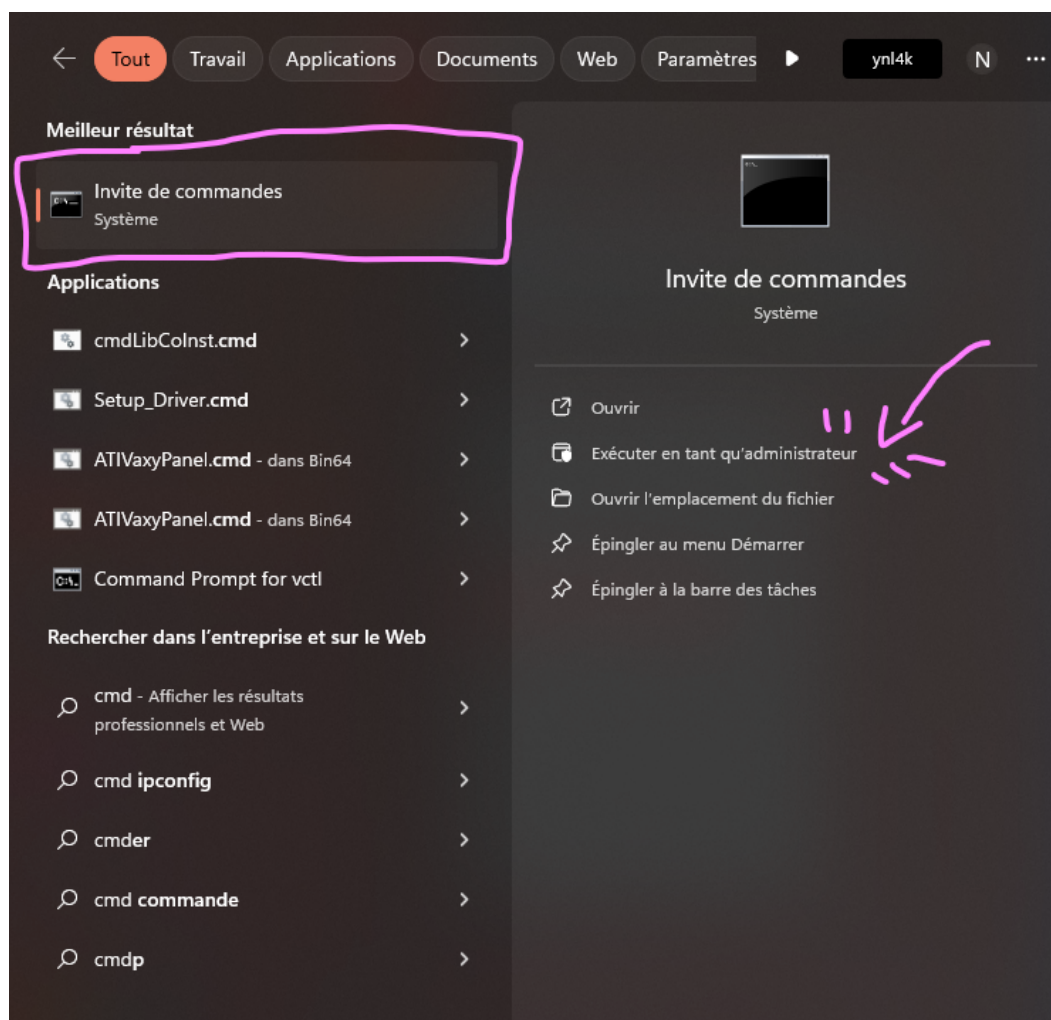 Tout Travail Applications Documents Web Paramètres ynl4k N ...
Meilleur résultat
Invite de commandes
Système
Applications
cmdLibCoInst.cmd
Setup_Driver.cmd
ATIVaxyPanel.cmd - dans Bin64
ATIVaxyPanel.cmd - dans Bin64
Command Prompt for vctl
Rechercher dans l'entreprise et sur le Web
cmd - Afficher les résultats
professionnels et Web
cmd ipconfig
cmder
cmd commande
cmdp
Invite de commandes
Système
Ouvrir
Exécuter en tant qu'administrateur
Ouvrir l'emplacement du fichier
Épingler au menu Démarrer
Épingler à la barre des tâches